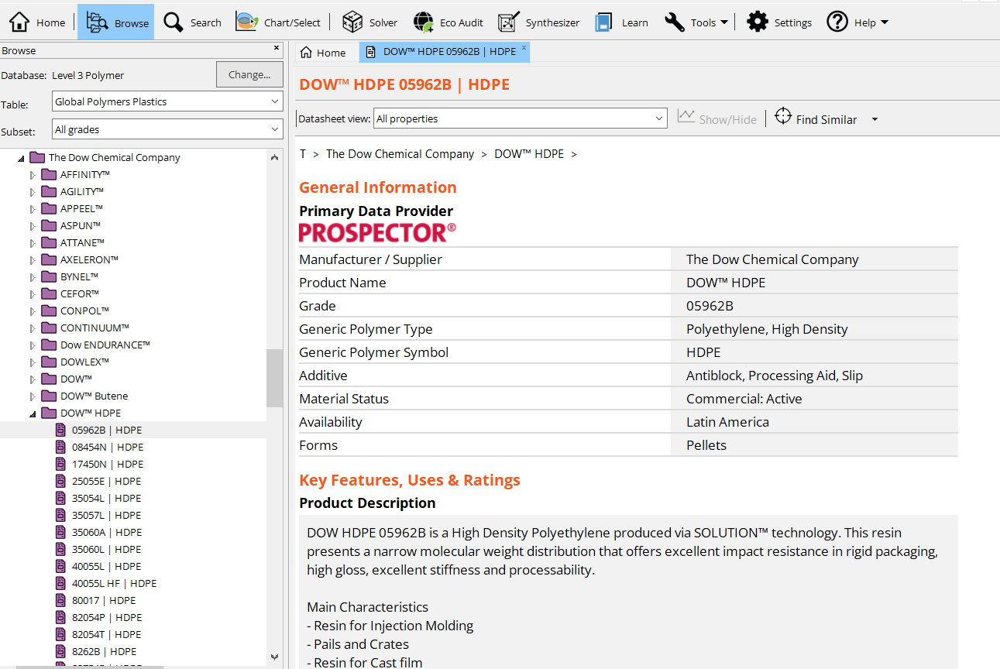 Home
Browse
Search
Chart/Select
Solver
Eco Audit
Synthesizer
Learn
Tools
Settings
Help
Browse
Database: Level 3 Polymer
Change...
Table: Global Polymers Plastics
Subset: All grades
The Dow Chemical Company
AFFINITY™
AGILITY™
APPEEL™
ASPUN™
ATTANE™
AXELERON™
BYNEL™
CEFOR™
CONPOL™
CONTINUUM™
Dow ENDURANCE™
DOWLEX™
DOW™
DOW™ Butene
DOW™ HDPE
05962B | HDPE
08454N | HDPE
17450N | HDPE
25055E | HDPE
35054L | HDPE
35057L | HDPE
35060A | HDPE
35060L | HDPE
40055L | HDPE
40055L HF | HDPE
80017 | HDPE
82054P | HDPE
82054T | HDPE
8262B | HDPE
Home
DOW™ HDPE 05962B | HDPE x
DOW™ HDPE 05962B | HDPE
Datasheet view: All properties
Show/Hide
Find Similar
T > The Dow Chemical Company > DOW™ HDPE >
General Information
Primary Data Provider
PROSPECTOR®
Manufacturer / Supplier The Dow Chemical Company
Product Name DOW™ HDPE
Grade 05962B
Generic Polymer Type Polyethylene, High Density
Generic Polymer Symbol HDPE
Additive Antiblock, Processing Aid, Slip
Material Status Commercial: Active
Availability Latin America
Forms Pellets
Key Features, Uses & Ratings
Product Description
DOW HDPE 05962B is a High Density Polyethylene produced via SOLUTION™ technology. This resin
presents a narrow molecular weight distribution that offers excellent impact resistance in rigid packaging,
high gloss, excellent stiffness and processability.
Main Characteristics
- Resin for Injection Molding
- Pails and Crates
- Resin for Cast film